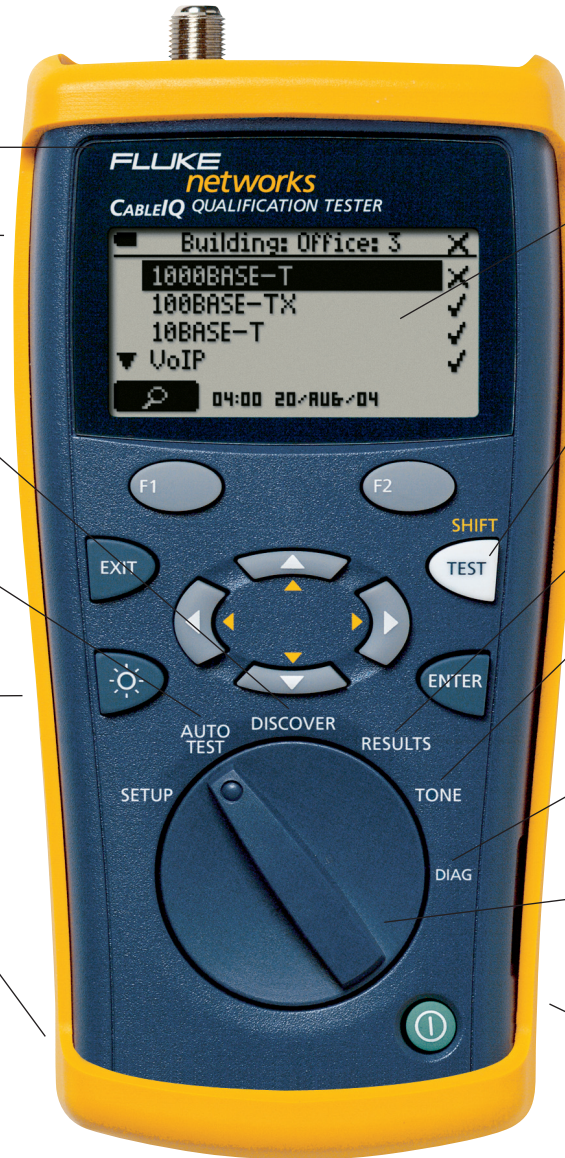 FLUKE
networks
CABLEIQ QUALIFICATION TESTER
Building: Office: 3
1000BASE-T
100BASE-TX
10BASE-T
VoIP
04:00 20/AUG/04
F1
F2
SHIFT
EXIT
TEST
ENTER
AUTO
TEST
DISCOVER
RESULTS
SETUP
TONE
DIAG